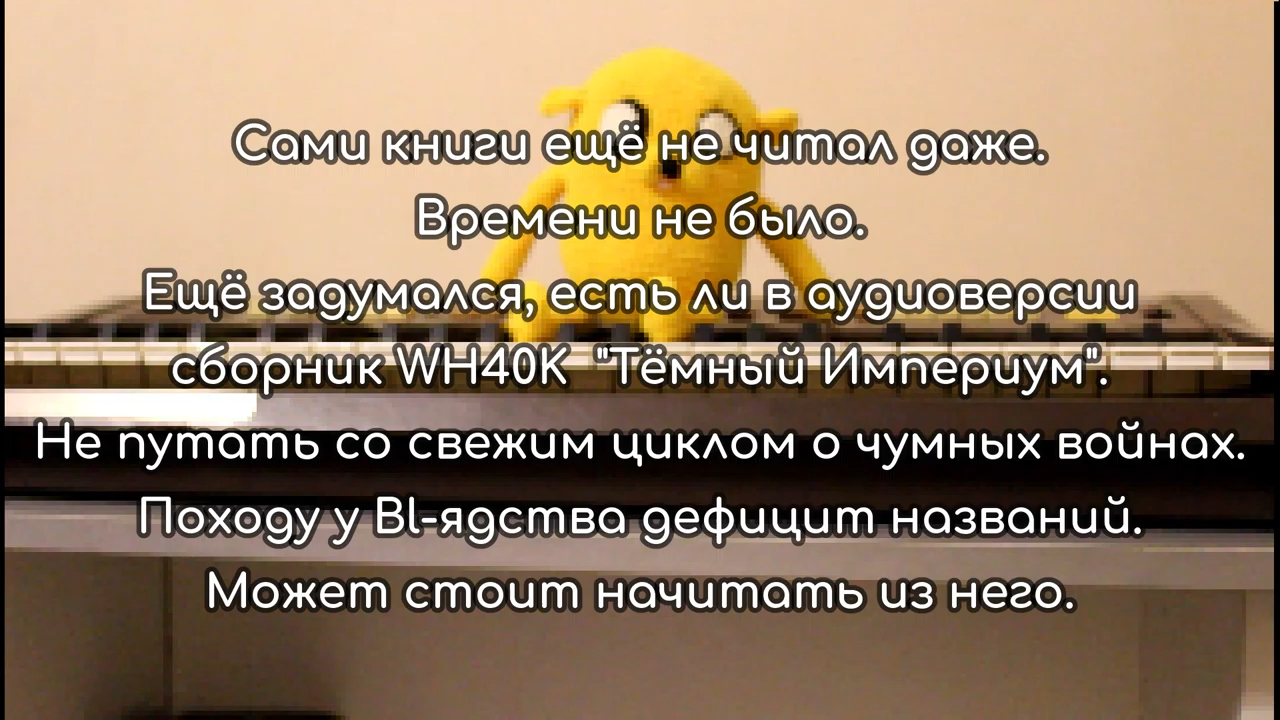 Сами книги ещё не читал даже.
Времени не было.
Ещё задумался, есть ли в аудиоверсии
сборник WH40K "Тёмный Империум".
Не путать со свежим циклом о чумных войнах.
Походу у Bl-ядства дефицит названий.
Может стоит начитать из него.